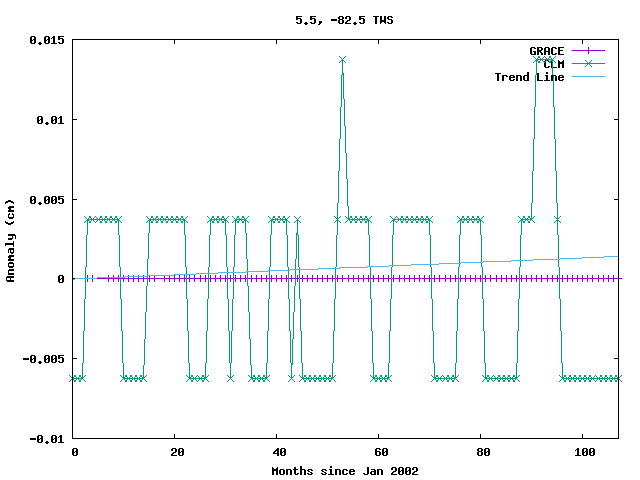 5.5, -82.5 TWS
0.015
0.01
0.005
0
-0.005
-0.01
Anomaly (cm)
GRACE
CLM
Trend Line
0 20 40 60 80 100
Months since Jan 2002